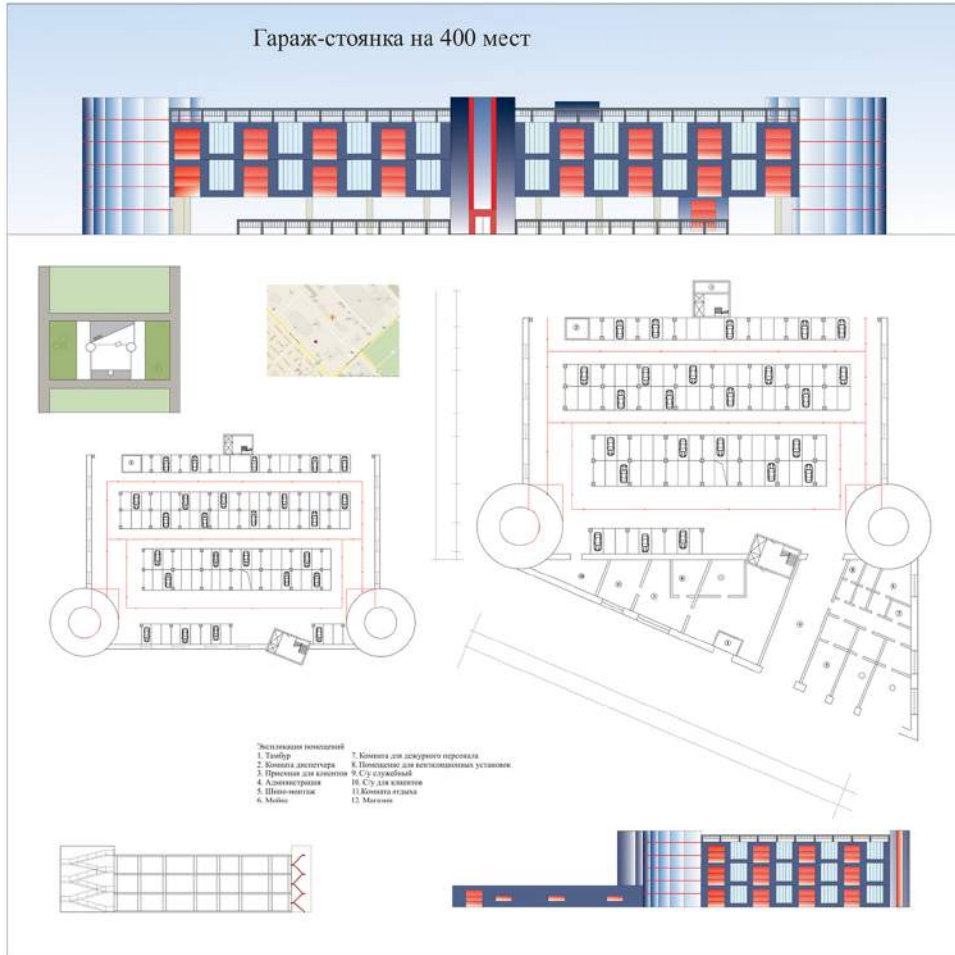 Гараж-стоянка на 400 мест
Экспликация помещений
1. Тамбур
2. Комната диспетчера
3. Приемная для клиентов
4. Администрация
5. Шино-монтаж
6. Мойка
7. Комната для дежурного персонала
8. Помещение для вентиляционных установок
9. С/у служебный
10. С/у для клиентов
11.Комната отдыха
12. Магазин